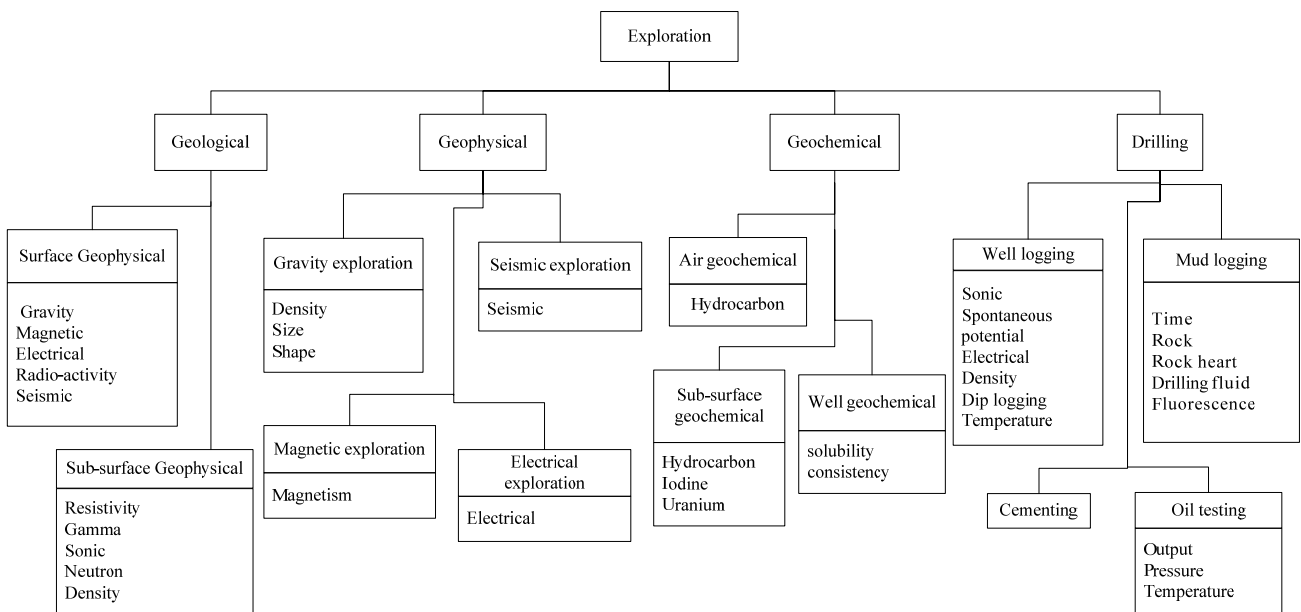 Exploration
Geological
Geophysical
Geochemical
Drilling
Surface Geophysical
Gravity
Magnetic
Electrical
Radio-activity
Seismic
Sub-surface Geophysical
Resistivity
Gamma
Sonic
Neutron
Density
Gravity exploration
Density
Size
Shape
Seismic exploration
Seismic
Magnetic exploration
Magnetism
Electrical
exploration
Electrical
Air geochemical
Hydrocarbon
Sub-surface
geochemical
Hydrocarbon
Iodine
Uranium
Well geochemical
solubility
consistency
Well logging
Sonic
Spontaneous
potential
Electrical
Density
Dip logging
Temperature
Mud logging
Time
Rock
Rock heart
Drilling fluid
Fluorescence
Cementing
Oil testing
Output
Pressure
Temperature